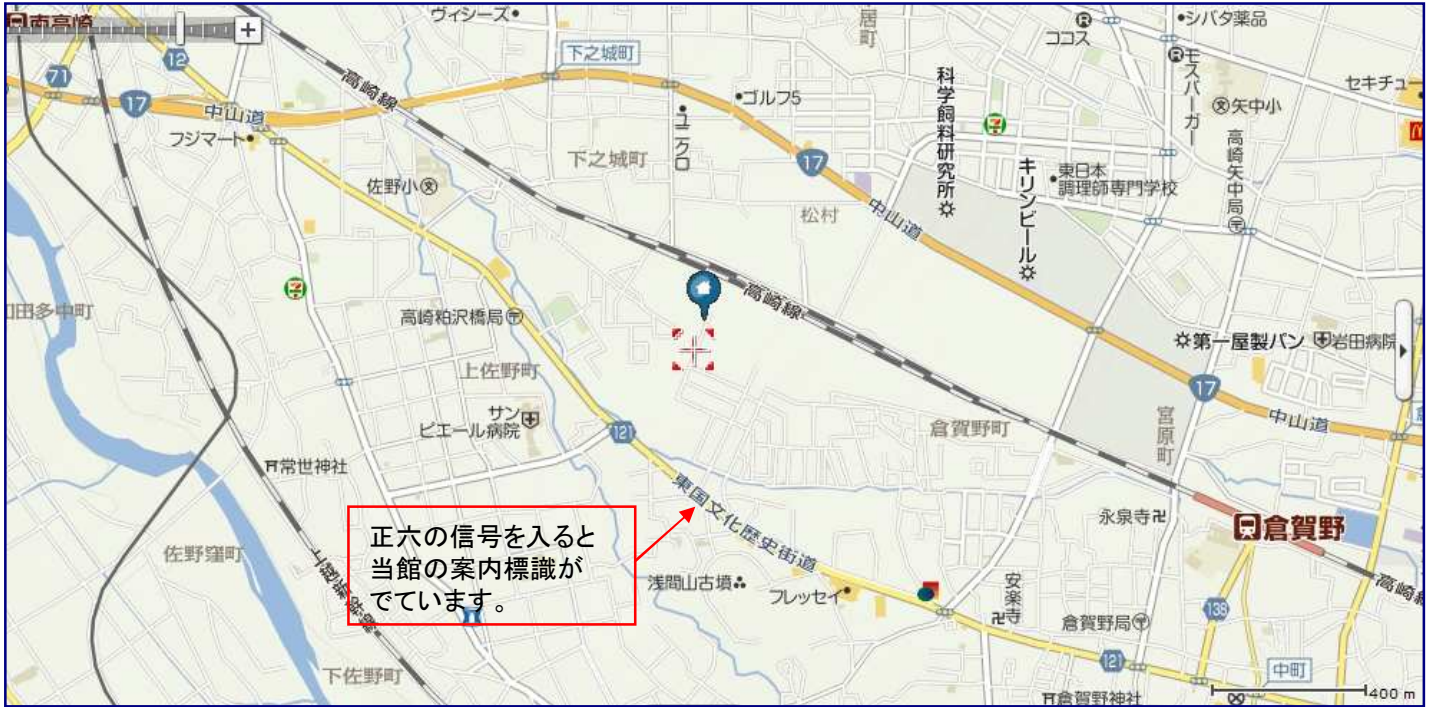 南高崎
ヴィシーズ
居町
ココス
シバタ薬品
12
下之城町
モスバーガー
セキチュー
71
17
高崎線
ゴルフ5
科学飼料研究所
矢中小
中山道
フジマート
ユニクロ
下之城町
17
キリンビール
東日本
調理師専門学校
高崎矢中局
佐野小
松村
中山道
高崎線
田多中町
高崎粕沢橋局
第一屋製パン
岩田病院
上佐野町
17
サン
ピエール病院
121
倉賀野町
宮原町
中山道
常世神社
東国文化歴史街道
永泉寺
倉賀野
正六の信号を入ると
当館の案内標識が
でています。
佐野窪町
浅間山古墳
フレッセイ
安楽寺
高崎線
倉賀野局
138
121
下佐野町
中町
倉賀野神社
400 m